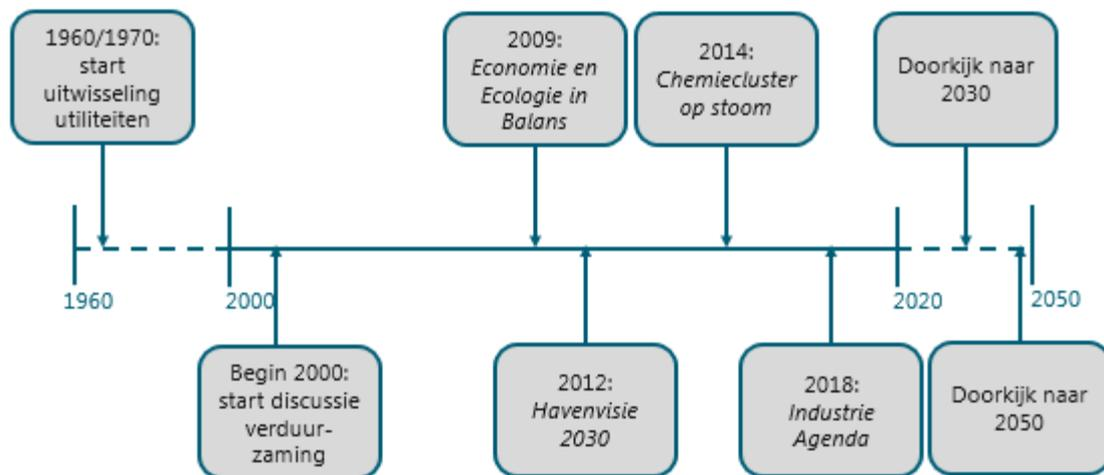 1960/1970:
start
uitwisseling
utiliteiten
2009:
Economie en
Ecologie in
Balans
2014:
Chemiecluster
op stoom
Doorkijk naar
2030
1960
2000
2020
2050
Begin 2000:
start discussie
verduur-
zaming
2012:
Havenvisie
2030
2018:
Industrie
Agenda
Doorkijk naar
2050